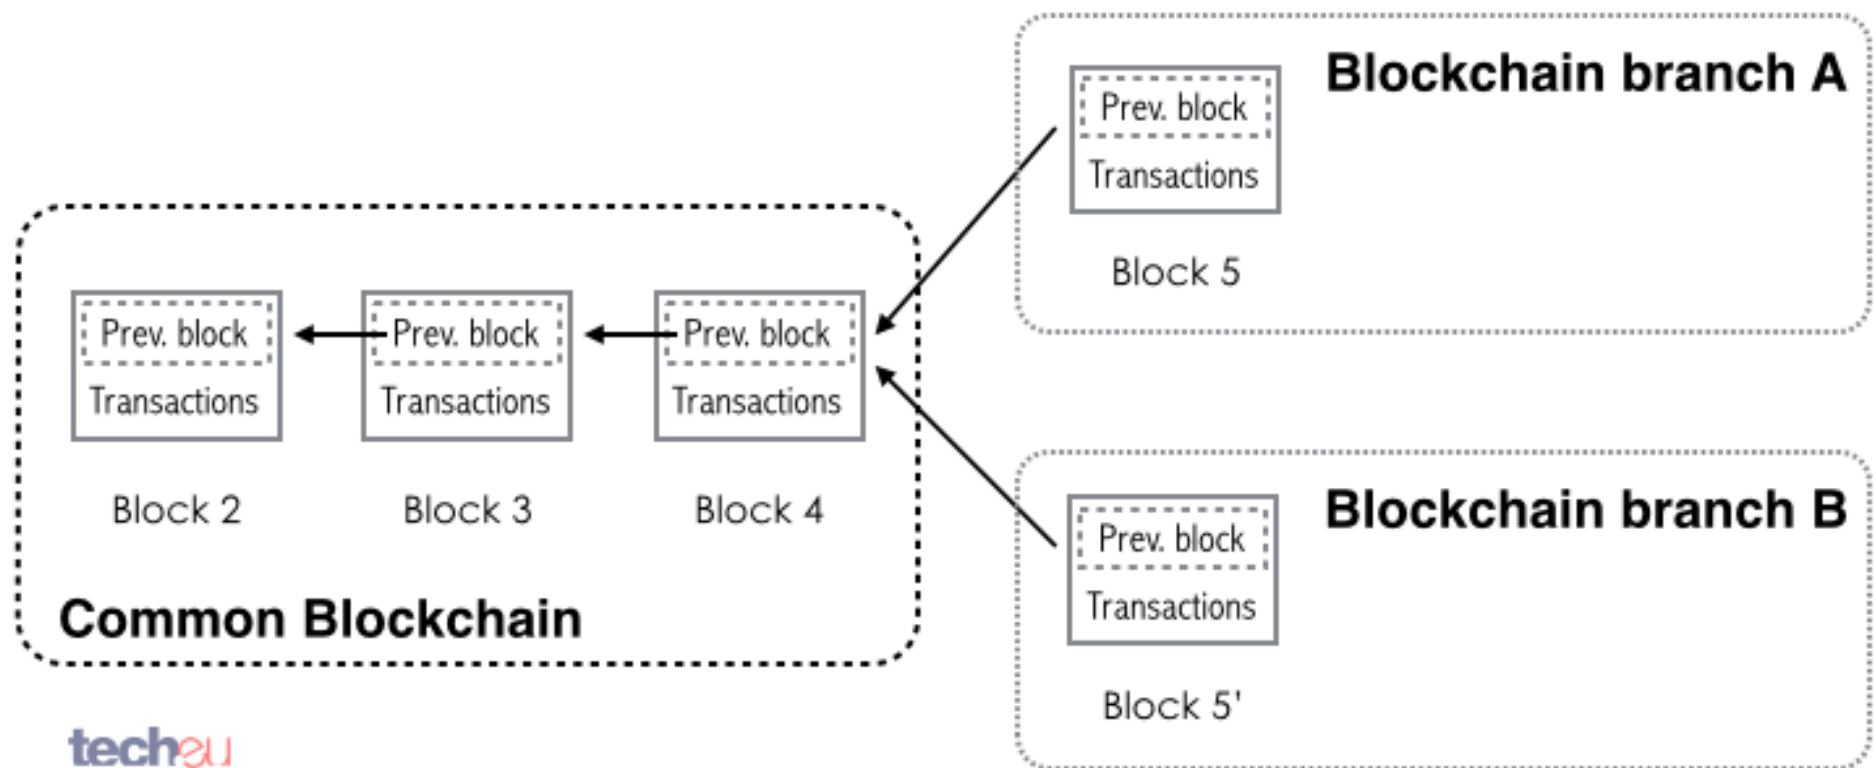 Blockchain branch A
Prev. block
Transactions
Block 5
Prev. block
Transactions
Block 2
Prev. block
Transactions
Block 3
Prev. block
Transactions
Block 4
Common Blockchain
Blockchain branch B
Prev. block
Transactions
Block 5'
techeu